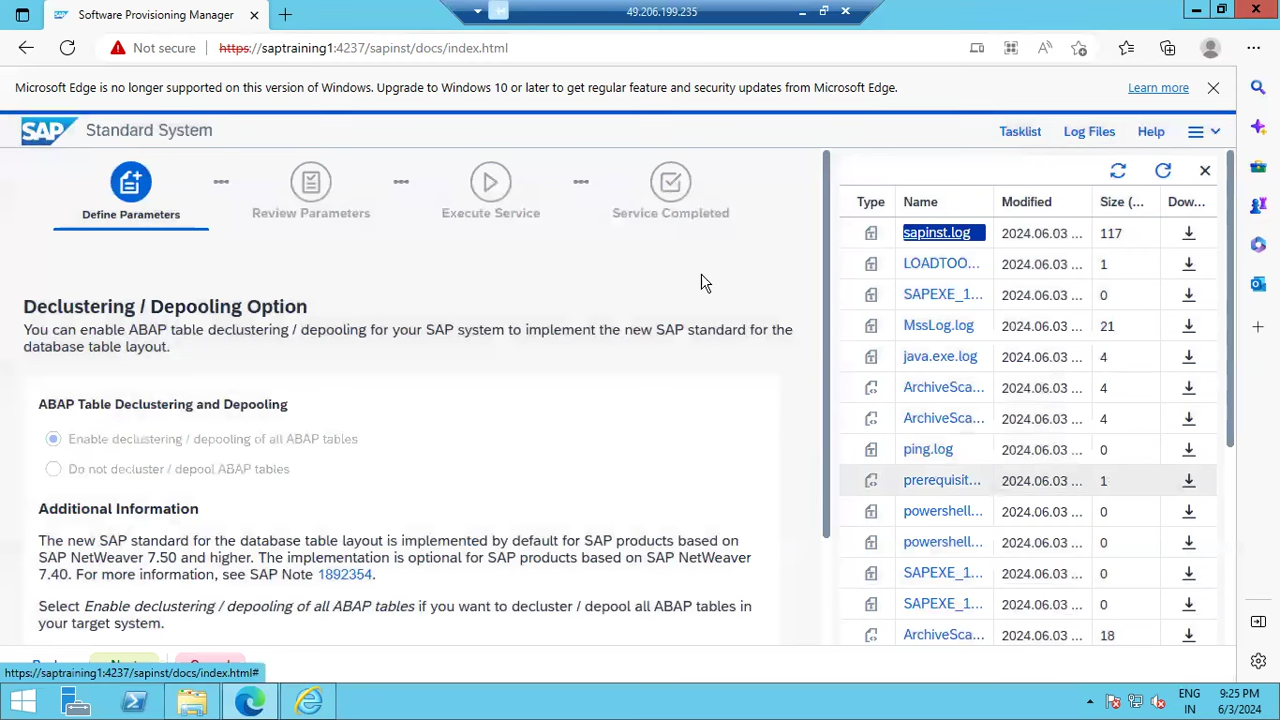 Software Provisioning Manager
49.206.199.235
Not secure
https://saptraining1:4237/sapinst/docs/index.html
Microsoft Edge is no longer supported on this version of Windows. Upgrade to Windows 10 or later to get regular feature and security updates from Microsoft Edge.
Learn more
SAP
Standard System
Tasklist
Log Files
Help
Define Parameters
Review Parameters
Execute Service
Service Completed
Declustering / Depooling Option
You can enable ABAP table declustering / depooling for your SAP system to implement the new SAP standard for the
database table layout.
ABAP Table Declustering and Depooling
Enable declustering / depooling of all ABAP tables
Do not decluster / depool ABAP tables
Additional Information
The new SAP standard for the database table layout is implemented by default for SAP products based on
SAP NetWeaver 7.50 and higher. The implementation is optional for SAP products based on SAP NetWeaver
7.40. For more information, see SAP Note 1892354.
Select Enable declustering / depooling of all ABAP tables if you want to decluster / depool all ABAP tables in
your target system.
Type Name Modified Size (... Dow...
sapinst.log 2024.06.03 ... 117
LOADTOO... 2024.06.03 ... 1
SAPEXE_1... 2024.06.03 ... 0
MssLog.log 2024.06.03 ... 21
java.exe.log 2024.06.03 ... 4
ArchiveSca... 2024.06.03 ... 4
ArchiveSca... 2024.06.03 ... 4
ping.log 2024.06.03 ... 0
prerequisit... 2024.06.03 ... 1
powershell... 2024.06.03 ... 0
powershell... 2024.06.03 ... 0
SAPEXE_1... 2024.06.03 ... 0
SAPEXE_1... 2024.06.03 ... 0
ArchiveSca... 2024.06.03 ... 18
https://saptraining1:4237/sapinst/docs/index.html#
ENG
IN
9:25 PM
6/3/2024